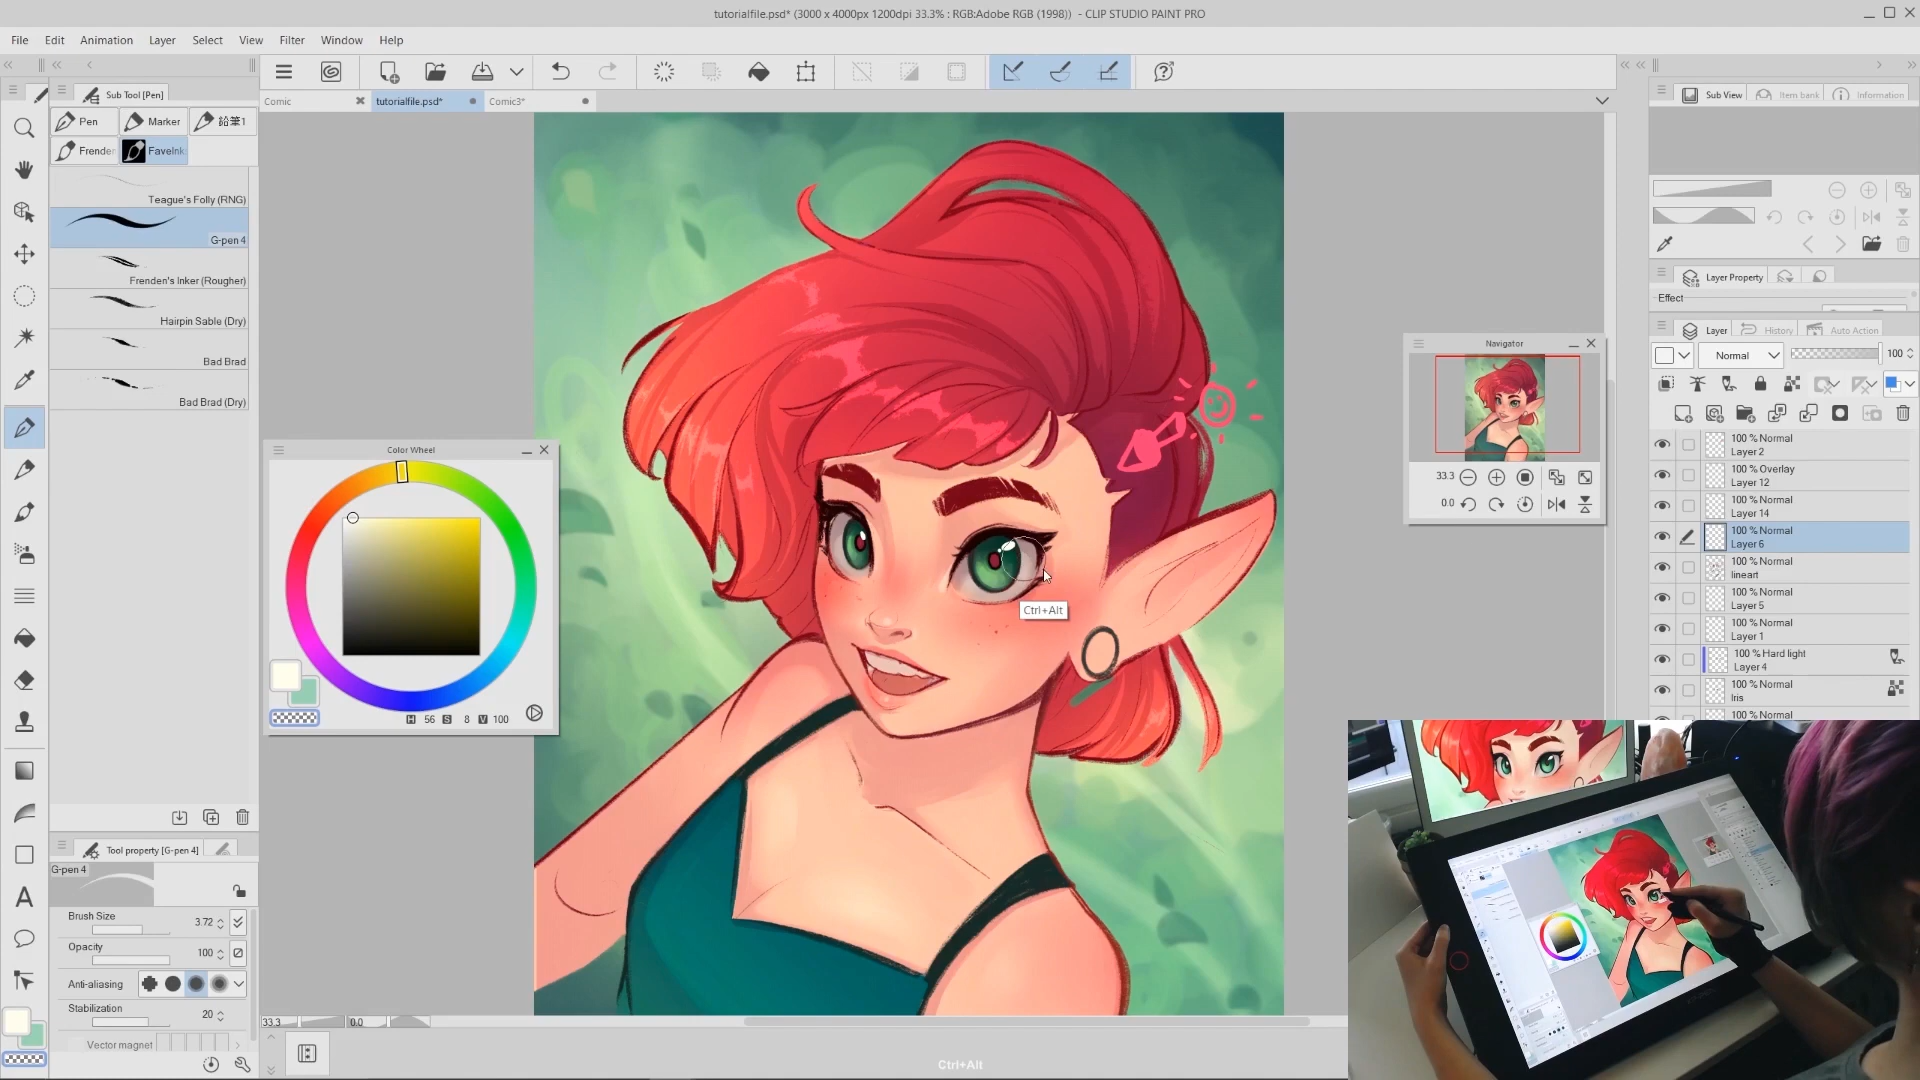 tutorialfile.psd* (3000 x 4000px 1200dpi 33.3% : RGB:Adobe RGB (1998)) - CLIP STUDIO PAINT PRO
File Edit Animation Layer Select View Filter Window Help
Sub Tool [Pen]
Pen
Marker
鉛筆1
Frender
FaveInk
Teague's Folly (RNG)
G-pen 4
Frenden's Inker (Rougher)
Hairpin Sable (Dry)
Bad Brad
Bad Brad (Dry)
Tool property [G-pen 4]
G-pen 4
Brush Size 3.72
Opacity 100
Anti-aliasing
Stabilization 20
Vector magnet
Comic
tutorialfile.psd*
Comic3*
Color Wheel
H 56 S 8 V 100
Ctrl+Alt
33.3
0.0
Ctrl+Alt
Navigator
33.3
0.0
Sub View
Item bank
Information
Layer Property
Effect
Layer
History
Auto Action
Normal
100
100 % Normal
Layer 2
100 % Overlay
Layer 12
100 % Normal
Layer 14
100 % Normal
Layer 6
100 % Normal
lineart
100 % Normal
Layer 5
100 % Normal
Layer 1
100 % Hard light
Layer 4
100 % Normal
Iris
100 % Normal